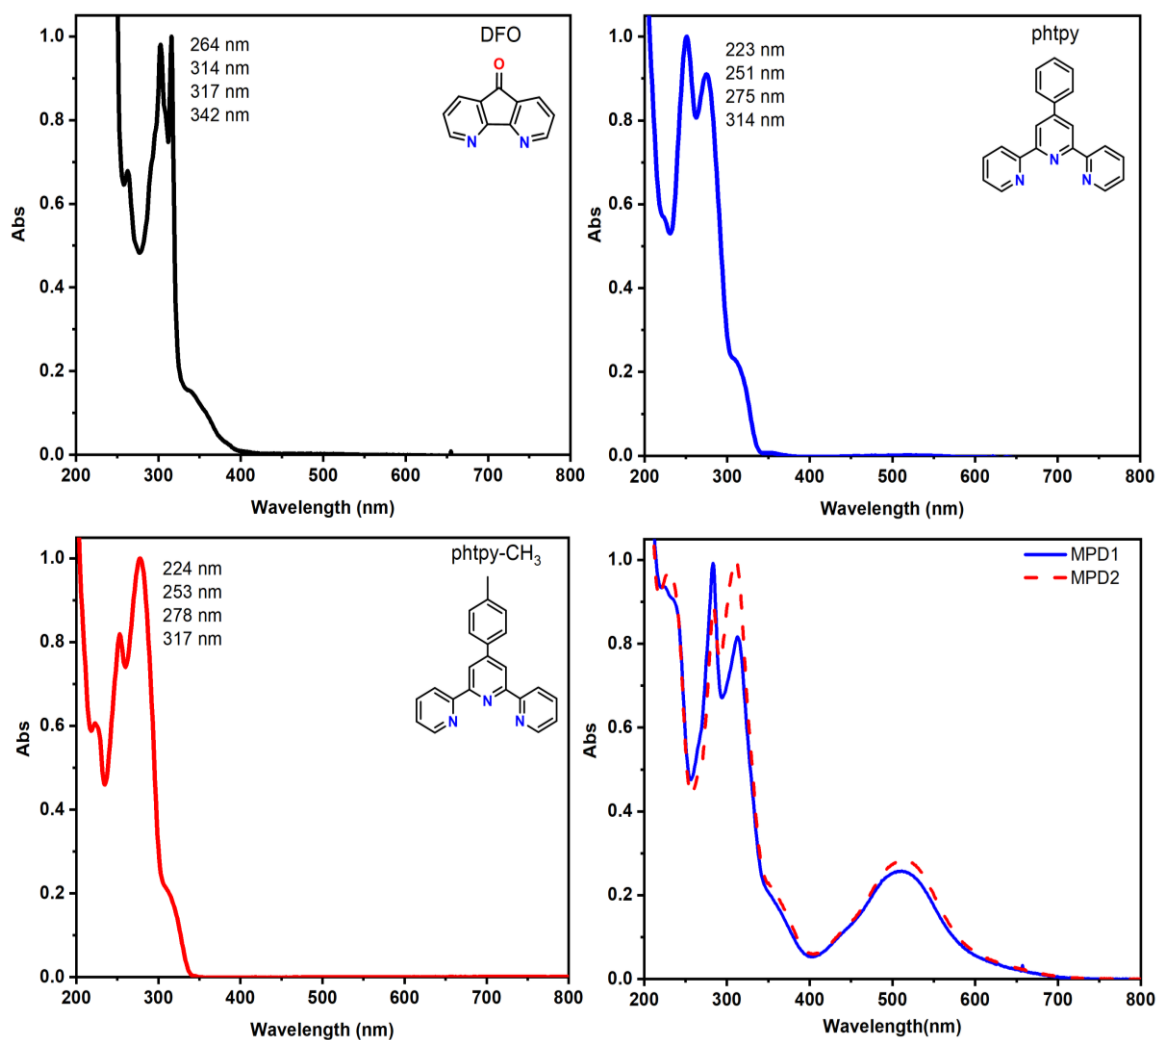 DFO
264 nm
314 nm
317 nm
342 nm
O
N N
Abs
1.0
0.8
0.6
0.4
0.2
0.0
200 300 400 500 600 700 800
Wavelength (nm)
phtpy
223 nm
251 nm
275 nm
314 nm
N
N N
Abs
1.0
0.8
0.6
0.4
0.2
0.0
200 300 400 500 600 700 800
Wavelength (nm)
phtpy-CH₃
224 nm
253 nm
278 nm
317 nm
N N N
Abs
1.0
0.8
0.6
0.4
0.2
0.0
200 300 400 500 600 700 800
Wavelength (nm)
MPD1
MPD2
Abs
1.0
0.8
0.6
0.4
0.2
0.0
200 300 400 500 600 700 800
Wavelength(nm)